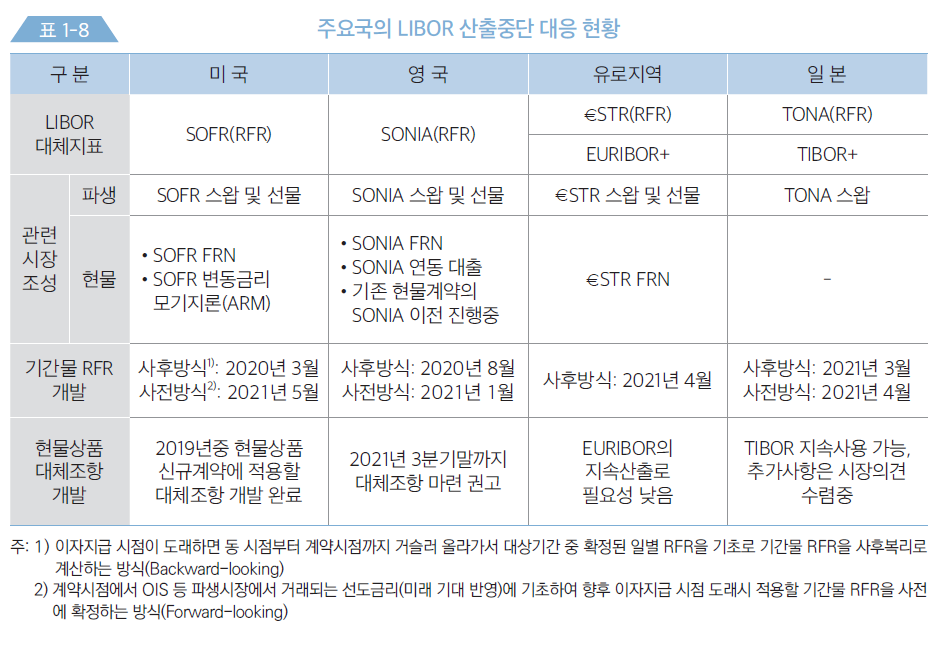 표 1-8
주요국의 LIBOR 산출중단 대응 현황
구 분 미 국 영 국 유로지역 일 본
LIBOR
대체지표
SOFR(RFR)
SONIA(RFR)
€STR(RFR)
EURIBOR+
TONA(RFR)
TIBOR+
관련
시장
조성
파생
SOFR 스왑 및 선물
SONIA 스왑 및 선물
€STR 스왑 및 선물
TONA 스왑
현물
• SOFR FRN
• SOFR 변동금리
모기지론(ARM)
• SONIA FRN
• SONIA 연동 대출
• 기존 현물계약의
SONIA 이전 진행중
€STR FRN
-
기간물 RFR
개발
사후방식1): 2020년 3월
사전방식2): 2021년 5월
사후방식: 2020년 8월
사전방식: 2021년 1월
사후방식: 2021년 4월
사후방식: 2021년 3월
사전방식: 2021년 4월
현물상품
대체조항
개발
2019년중 현물상품
신규계약에 적용할
대체조항 개발 완료
2021년 3분기말까지
대체조항 마련 권고
EURIBOR의
지속산출로
필요성 낮음
TIBOR 지속사용 가능,
추가사항은 시장의견
수렴중
주: 1) 이자지급 시점이 도래하면 동 시점부터 계약시점까지 거슬러 올라가서 대상기간 중 확정된 일별 RFR을 기초로 기간물 RFR을 사후복리로
계산하는 방식(Backward-looking)
2) 계약시점에서 OIS 등 파생시장에서 거래되는 선도금리(미래 기대 반영)에 기초하여 향후 이자지급 시점 도래시 적용할 기간물 RFR을 사전
에 확정하는 방식(Forward-looking)